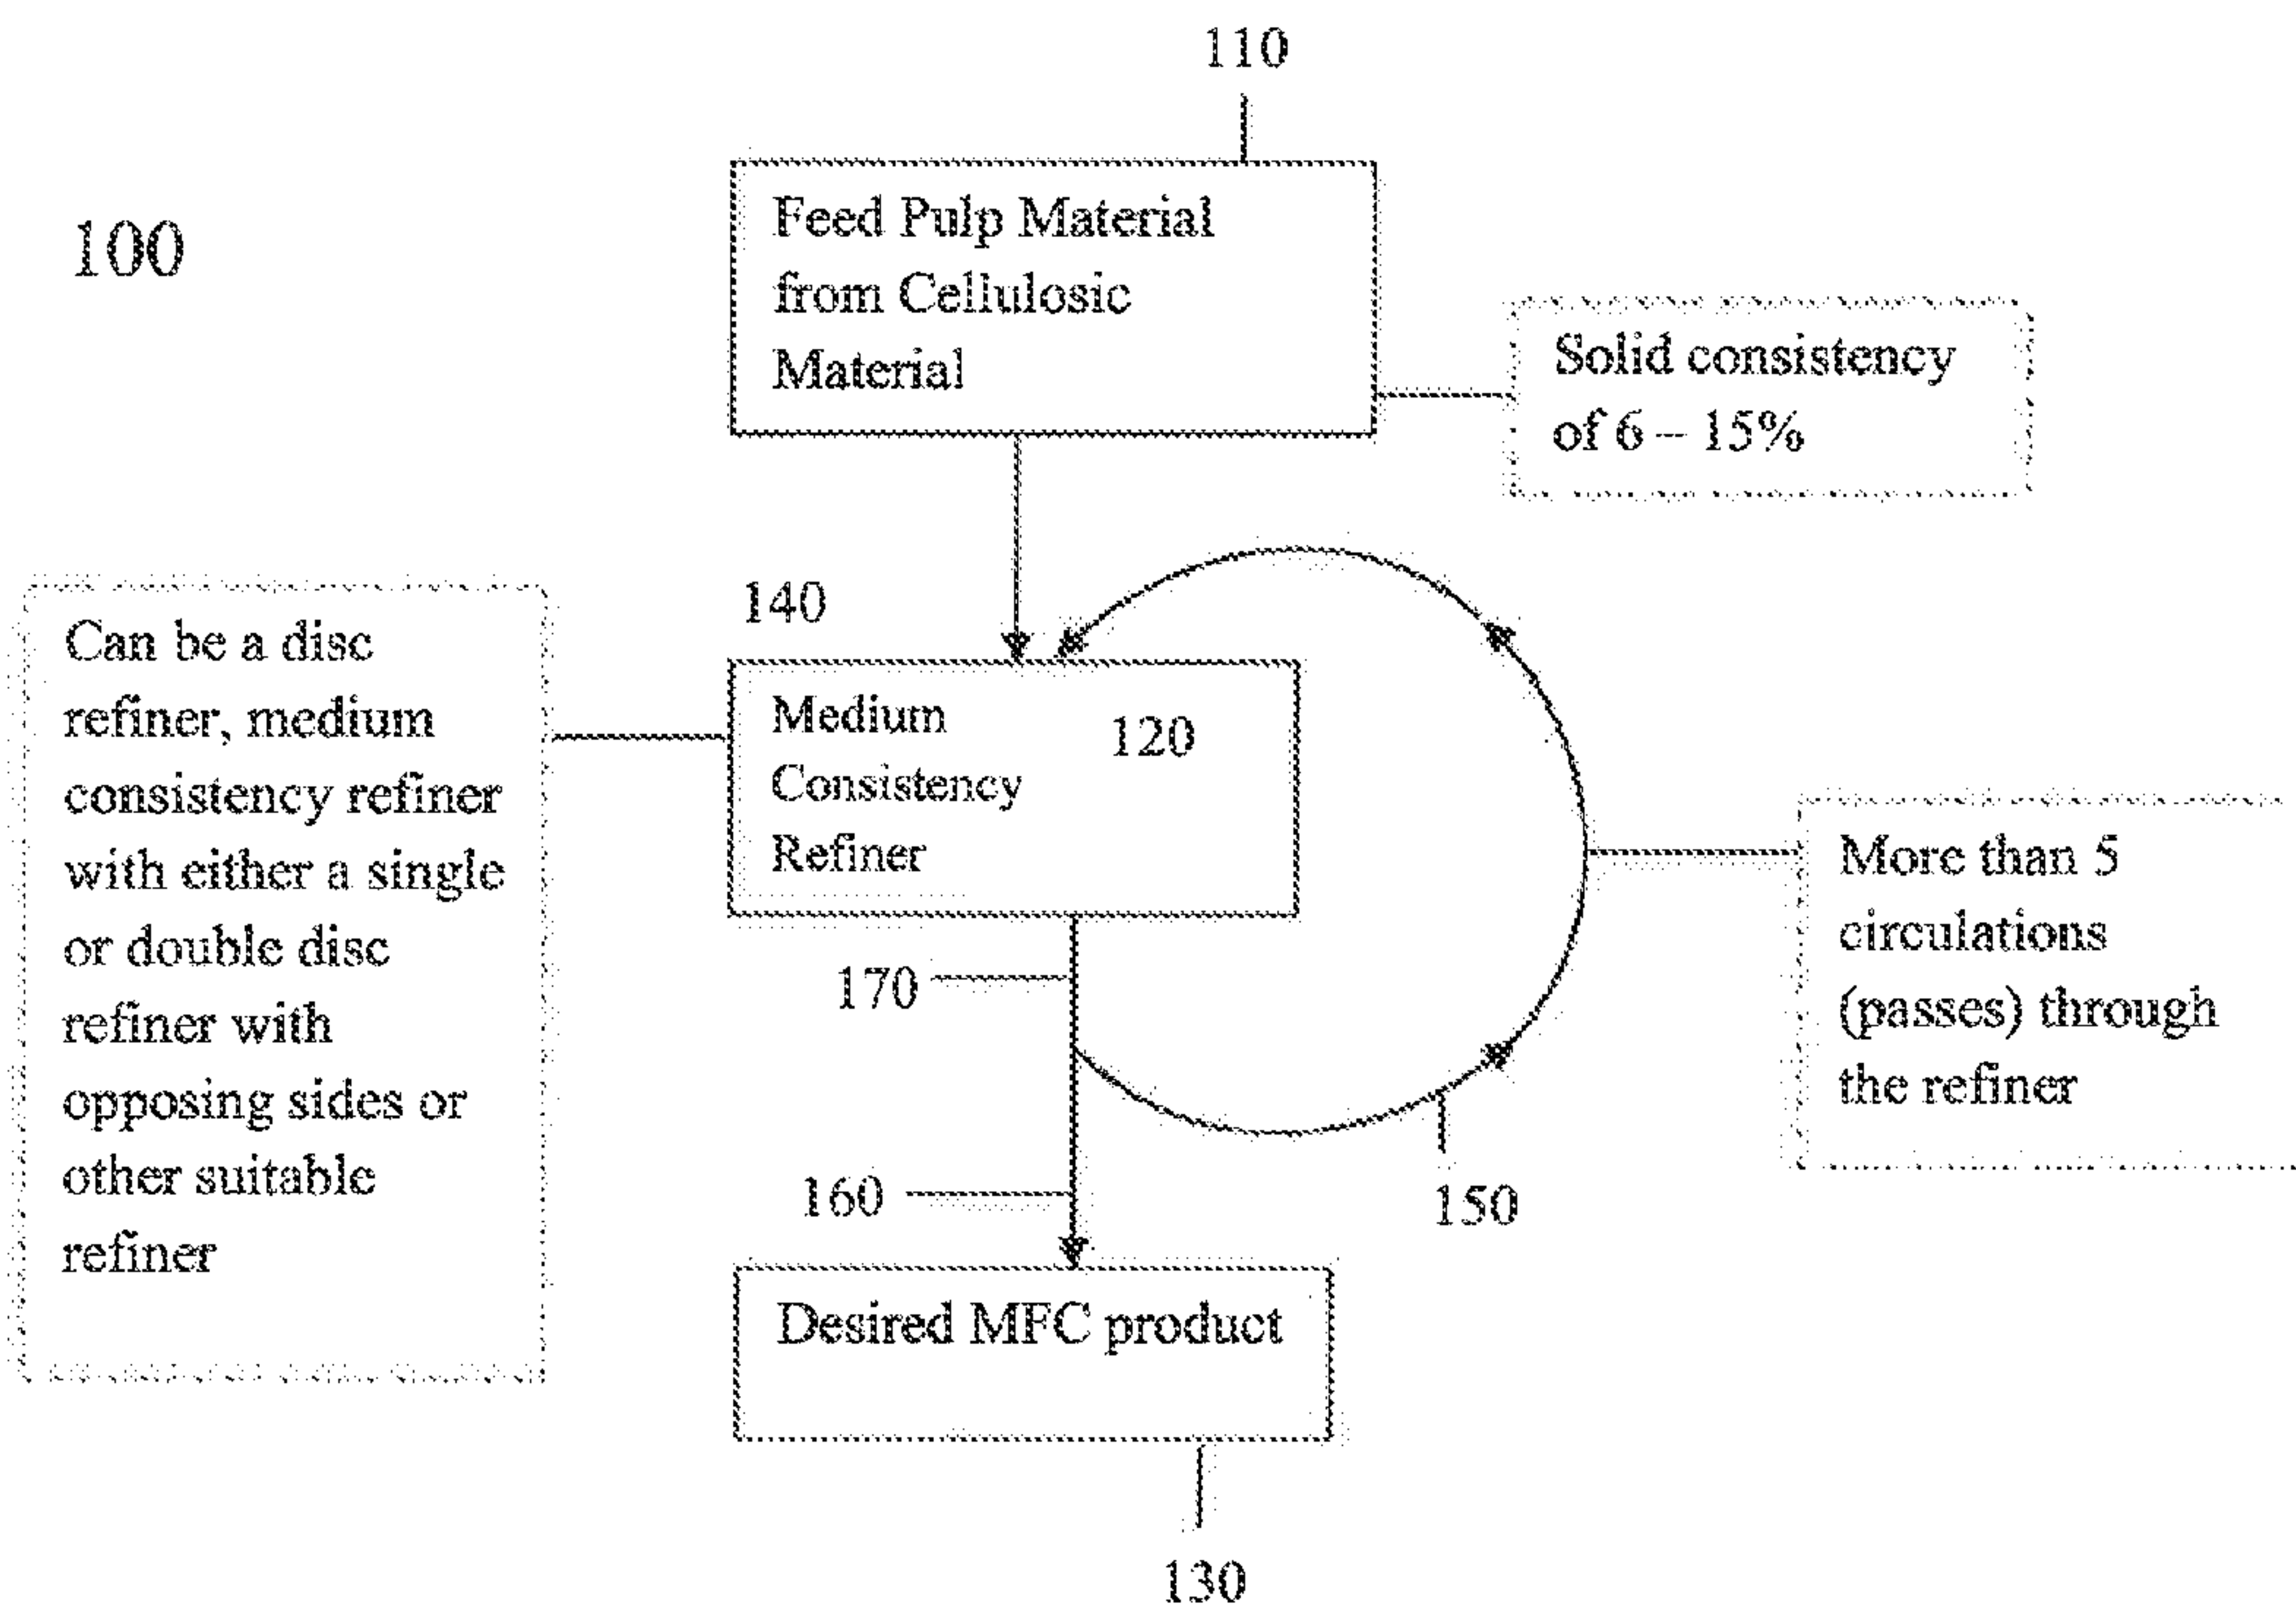 110
100
Feed Pulp Material
from Cellulosic
Material
Solid consistency
of 6 – 15%
140
Can be a disc
refiner, medium
consistency refiner
with either a single
or double disc
refiner with
opposing sides or
other suitable
refiner
Medium
Consistency
Refiner
120
More than 5
circulations
(passes) through
the refiner
170
160
150
Desired MFC product
130